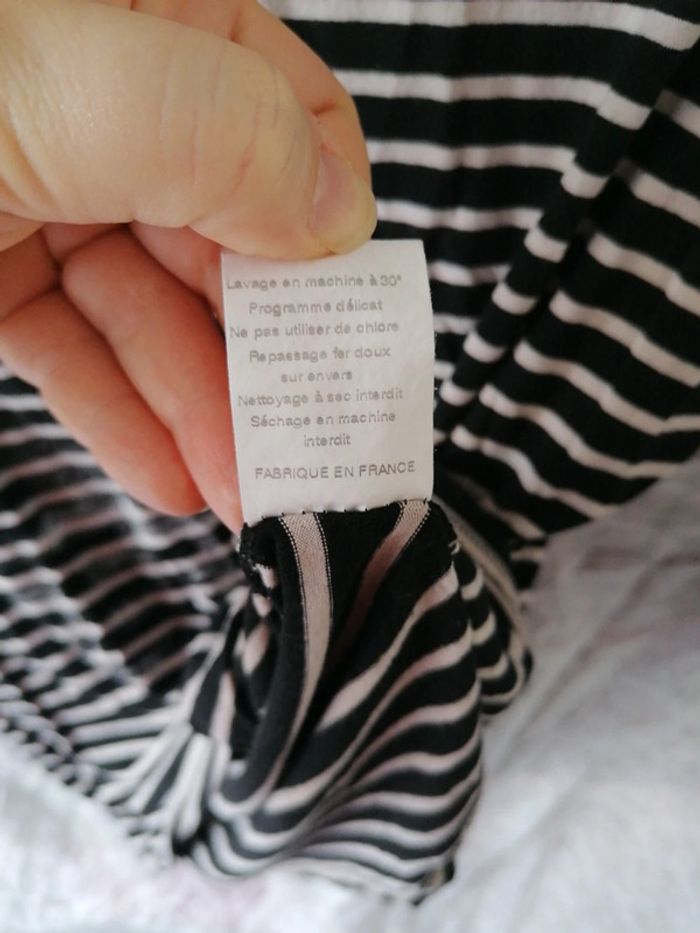 Lavage en machine à 30°
Programme délicat
Ne pas utiliser de chlore
Repassage fer doux
sur envers
Nettoyage à sec interdit
Séchage en machine
interdit
FABRIQUE EN FRANCE